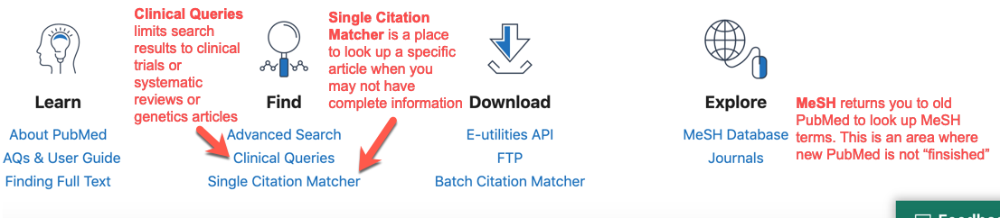 Clinical Queries
limits search
results to clinical
trials or
systematic
reviews or
genetics articles
Single Citation
Matcher is a place
to look up a specific
article when you
may not have
complete information
Learn
About PubMed
AQs & User Guide
Finding Full Text
Find
Advanced Search
Clinical Queries
Single Citation Matcher
Download
E-utilities API
FTP
Batch Citation Matcher
Explore
MeSH Database
Journals
MeSH returns you to old
PubMed to look up MeSH
terms. This is an area where
new PubMed is not “finsished”